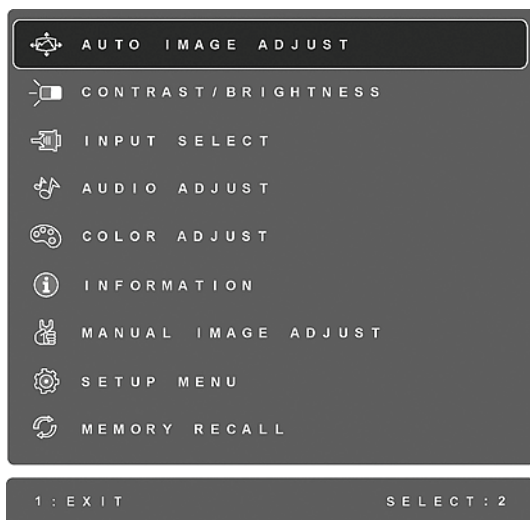 AUTO IMAGE ADJUST
CONTRAST/BRIGHTNESS
INPUT SELECT
AUDIO ADJUST
COLOR ADJUST
INFORMATION
MANUAL IMAGE ADJUST
SETUP MENU
MEMORY RECALL
1:EXIT SELECT:2